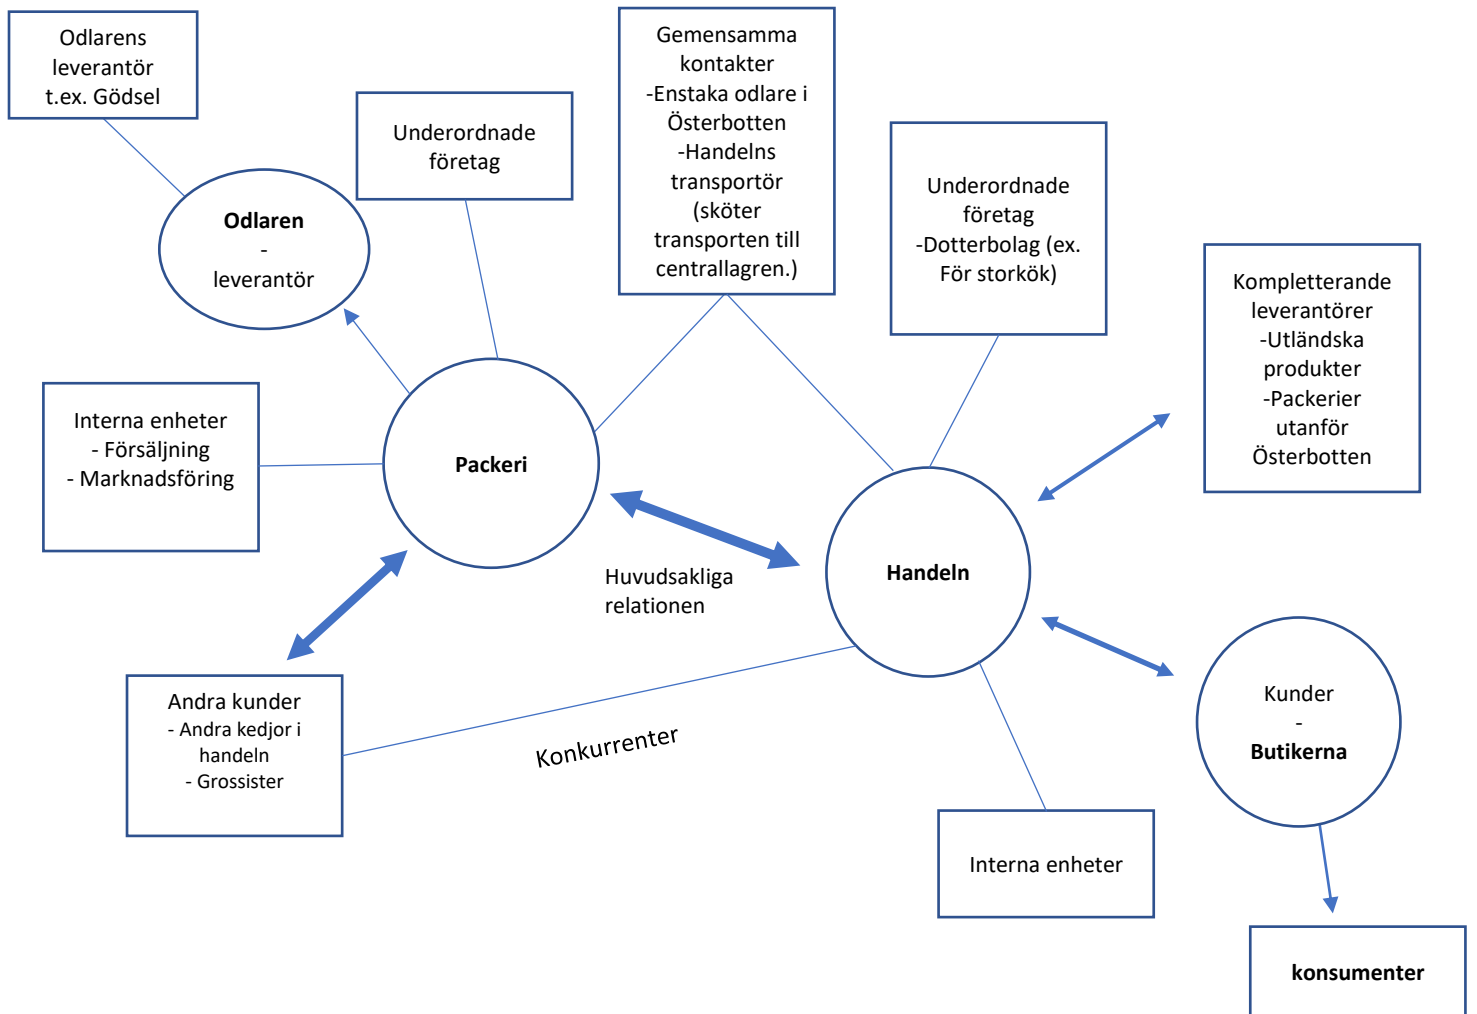 Odlarens
leverantör
t.ex. Gödsel
Underordnade
företag
Gemensamma
kontakter
-Enstaka odlare i
Österbotten
-Handelns
transportör
(sköter
transporten till
centrallagren.)
Underordnade
företag
-Dotterbolag (ex.
För storkök)
Kompletterande
leverantörer
-Utländska
produkter
-Packerier
utanför
Österbotten
Odlaren
-
leverantör
Interna enheter
- Försäljning
- Marknadsföring
Packeri
Huvudsakliga
relationen
Handeln
Andra kunder
- Andra kedjor i
handeln
- Grossister
Konkurrenter
Kunder
-
Butikerna
Interna enheter
konsumenter